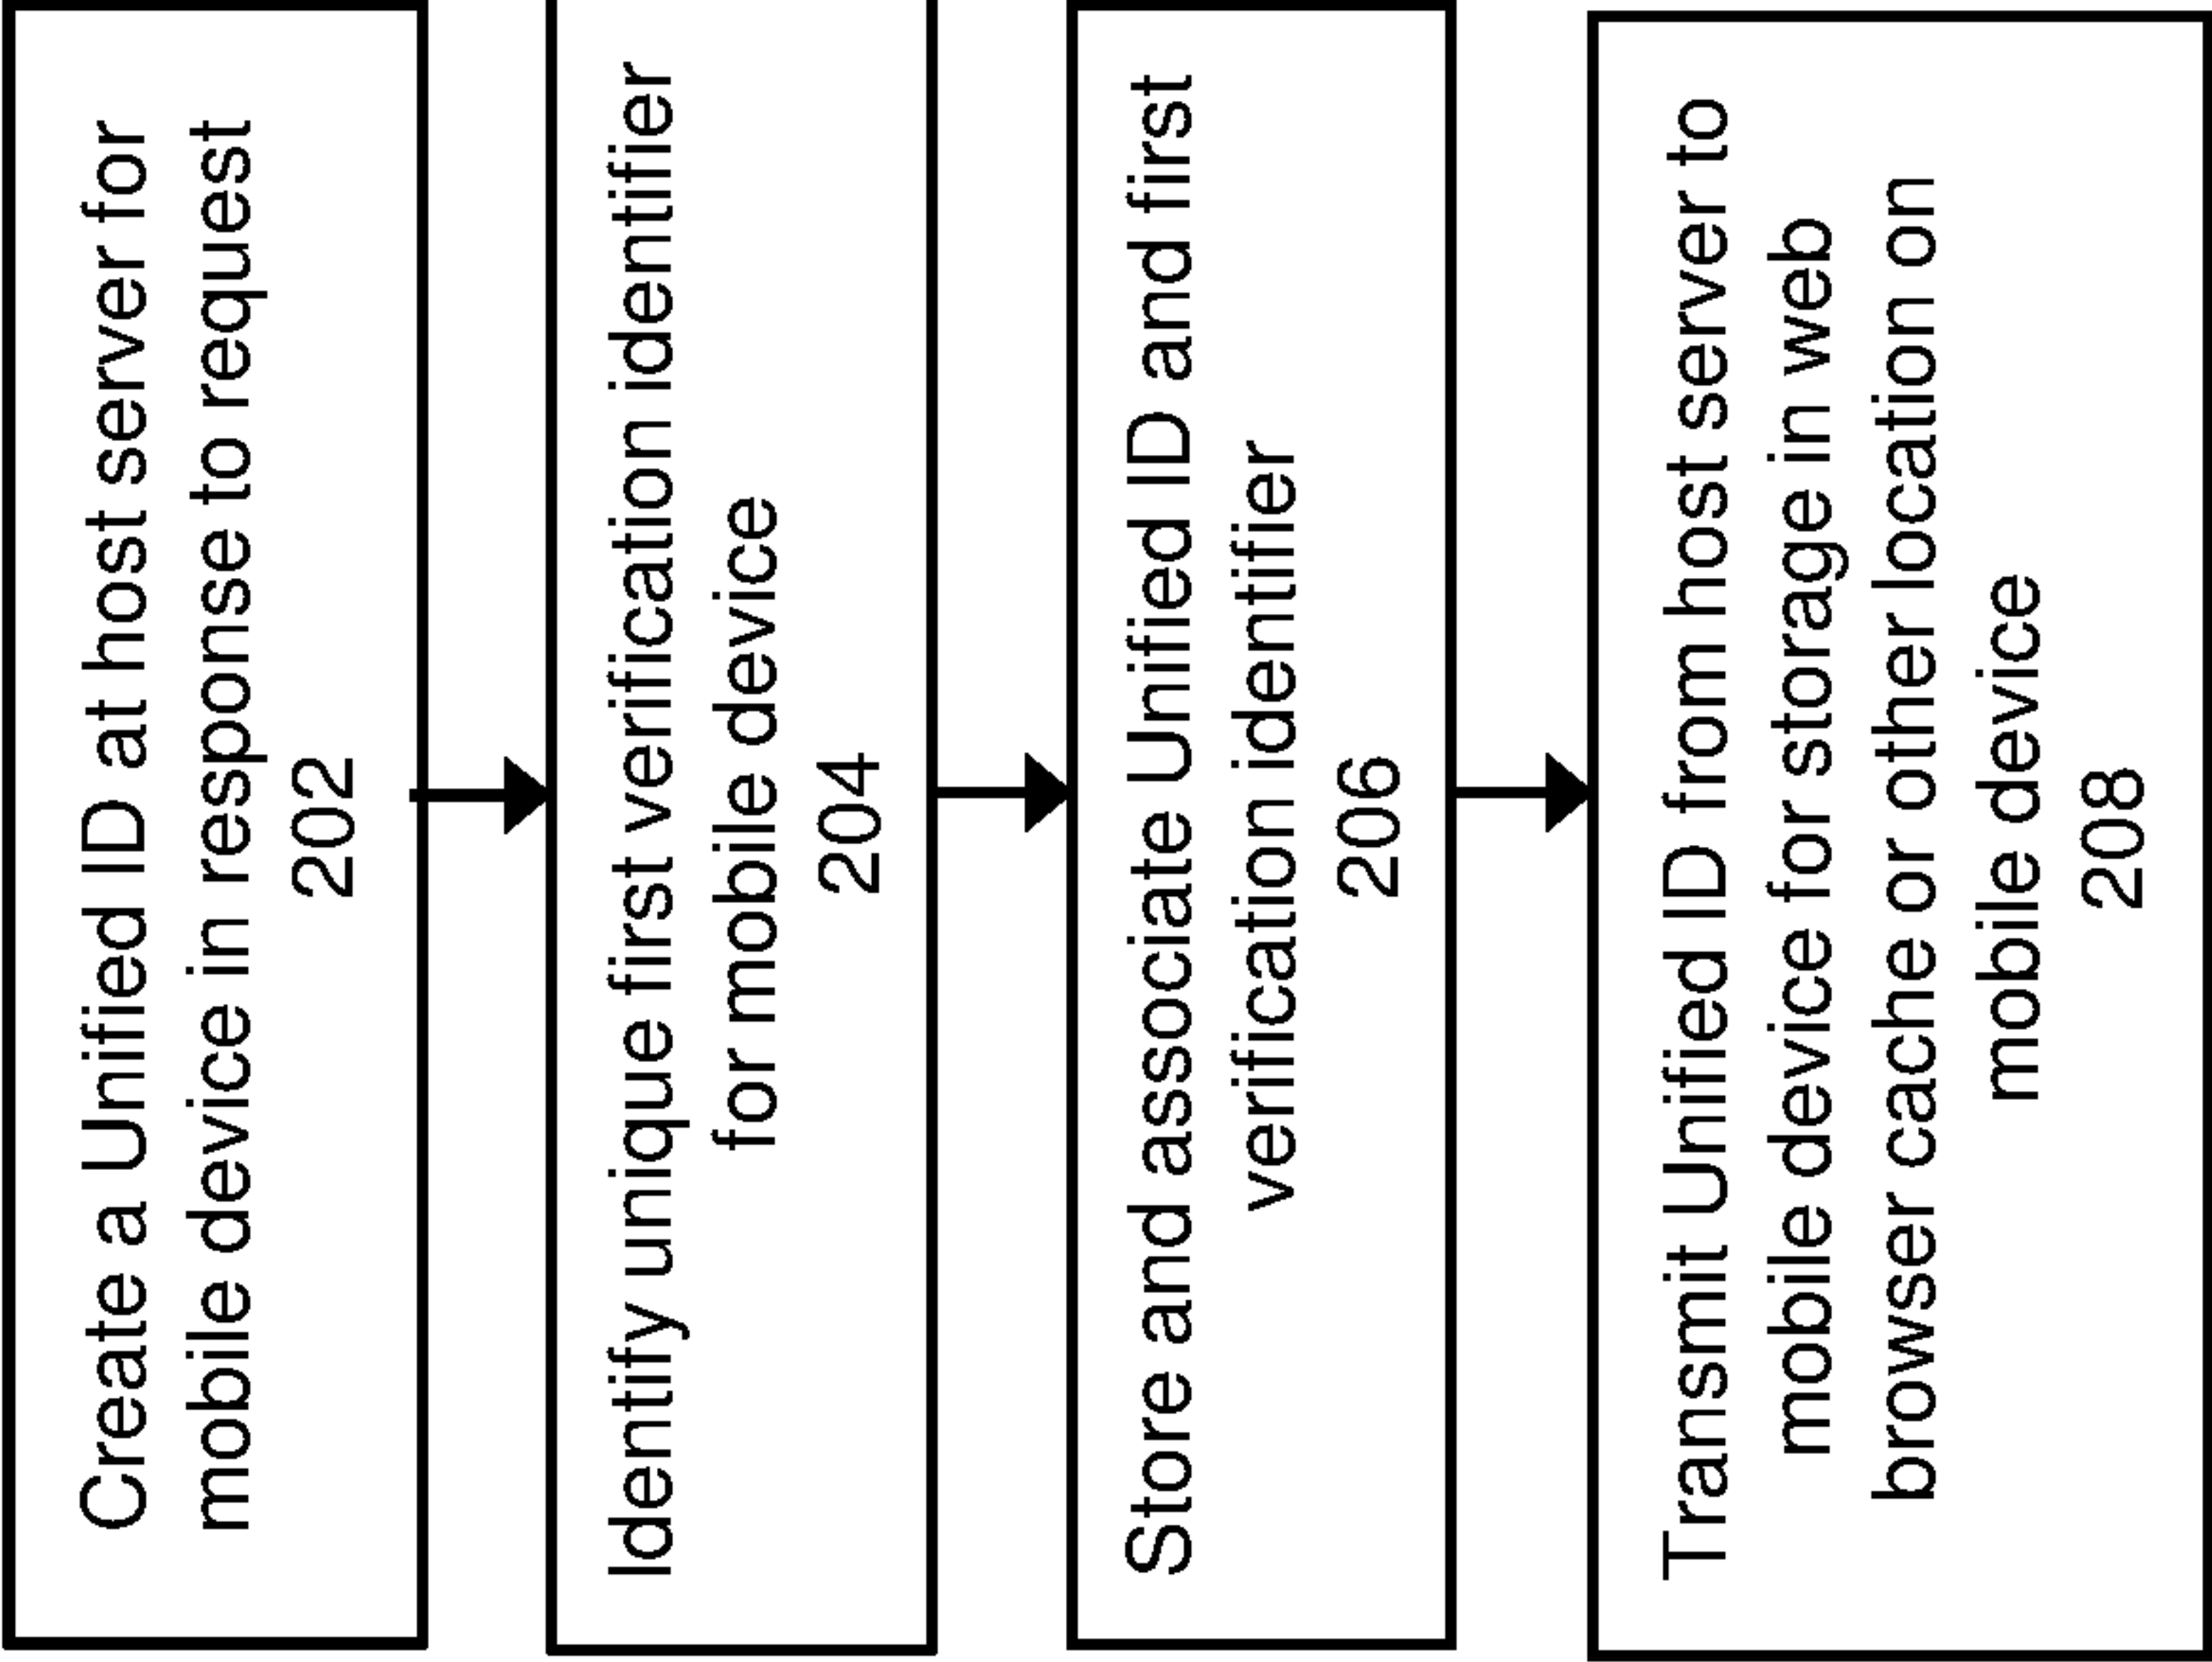 Create a Unified ID at host server for
mobile device in response to request
202
Identify unique first verification identifier
for mobile device
204
Store and associate Unified ID and first
verification identifier
206
Transmit Unified ID from host server to
mobile device for storage in web
browser cache or other location on
mobile device
208